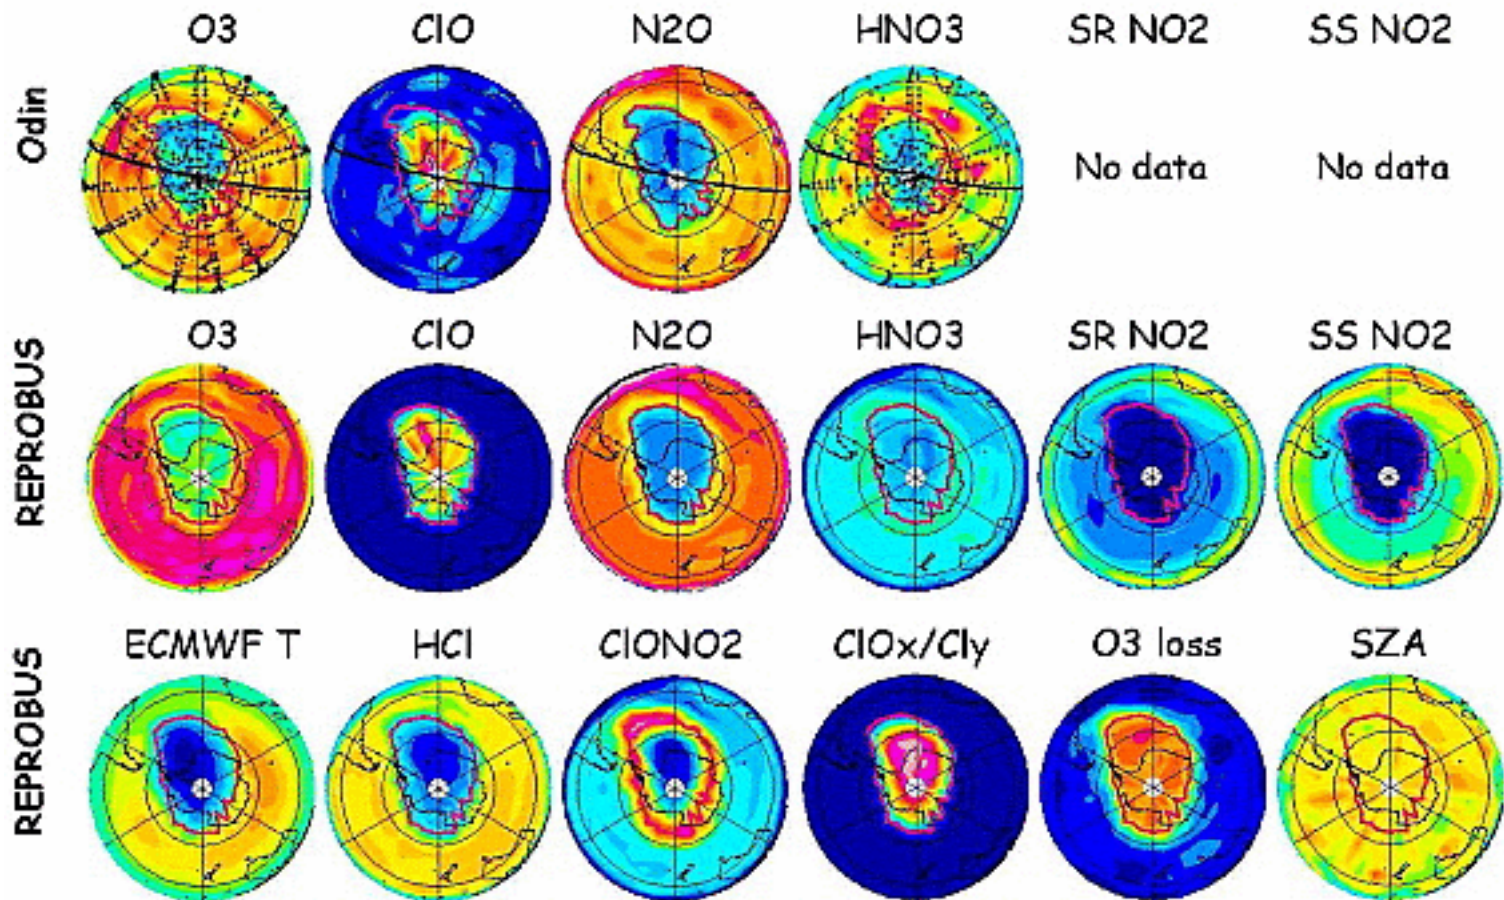 O3 ClO N2O HNO3 SR NO2 SS NO2
Odin
No data No data
O3 ClO N2O HNO3 SR NO2 SS NO2
REPROBUS
ECMWF T HCl ClONO2 ClOx/Cly O3 loss SZA
REPROBUS